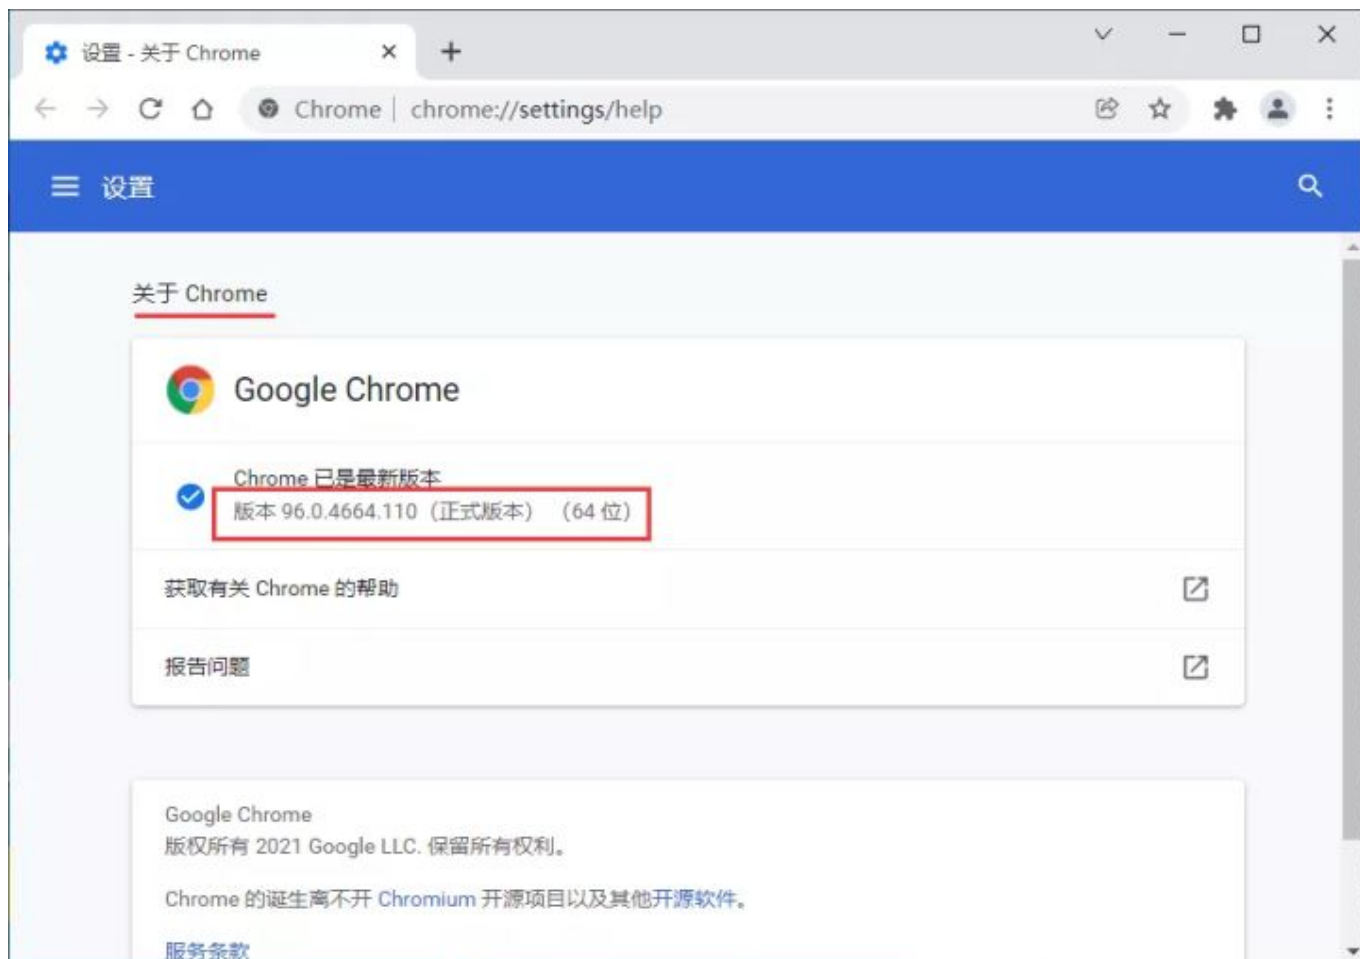 设置 - 关于 Chrome
Chrome | chrome://settings/help
设置
关于 Chrome
Google Chrome
Chrome 已是最新版本
版本 96.0.4664.110（正式版本） （64 位）
获取有关 Chrome 的帮助
报告问题
Google Chrome
版权所有 2021 Google LLC. 保留所有权利。
Chrome 的诞生离不开 Chromium 开源项目以及其他开源软件。
服务条款